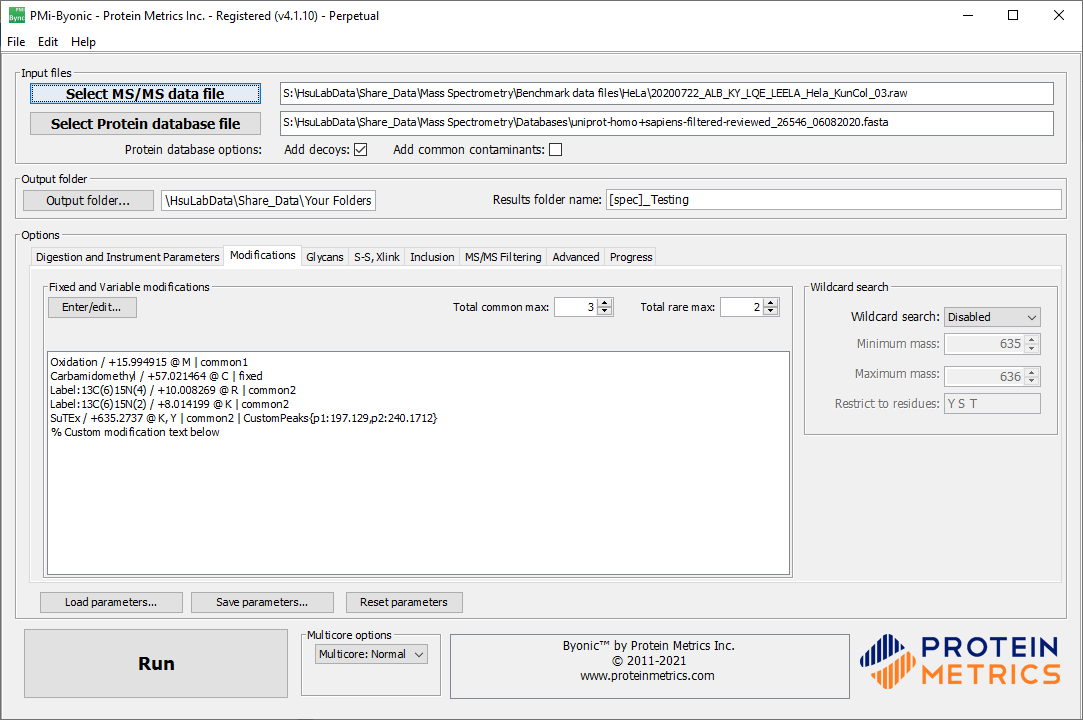 PMi-Byonic - Protein Metrics Inc. - Registered (v4.1.10) - Perpetual
File Edit Help
Input files
Select MS/MS data file S:\HsuLabData\Share_Data\Mass Spectrometry\Benchmark data files\HeLa\20200722_ALB_KY_LQE_LEELA_Hela_KunCol_03.raw
Select Protein database file S:\HsuLabData\Share_Data\Mass Spectrometry\Databases\uniprot-homo+sapiens-filtered-reviewed_26546_06082020.fasta
Protein database options: Add decoys: Add common contaminants:
Output folder
Output folder... \HsuLabData\Share_Data\Your Folders Results folder name: [spec]_Testing
Options
Digestion and Instrument Parameters Modifications Glycans S-S, Xlink Inclusion MS/MS Filtering Advanced Progress
Fixed and Variable modifications
Enter/edit... Total common max: 3 Total rare max: 2
Oxidation / +15.994915 @ M | common1
Carbamidomethyl / +57.021464 @ C | fixed
Label:13C(6)15N(4) / +10.008269 @ R | common2
Label:13C(6)15N(2) / +8.014199 @ K | common2
SuTEx / +635.2737 @ K, Y | common2 | CustomPeaks{p1:197.129,p2:240.1712}
% Custom modification text below
Wildcard search
Wildcard search: Disabled
Minimum mass: 635
Maximum mass: 636
Restrict to residues: Y S T
Load parameters... Save parameters... Reset parameters
Run
Multicore options
Multicore: Normal
Byonic™ by Protein Metrics Inc.
© 2011-2021
www.proteinmetrics.com
PROTEIN
METRICS